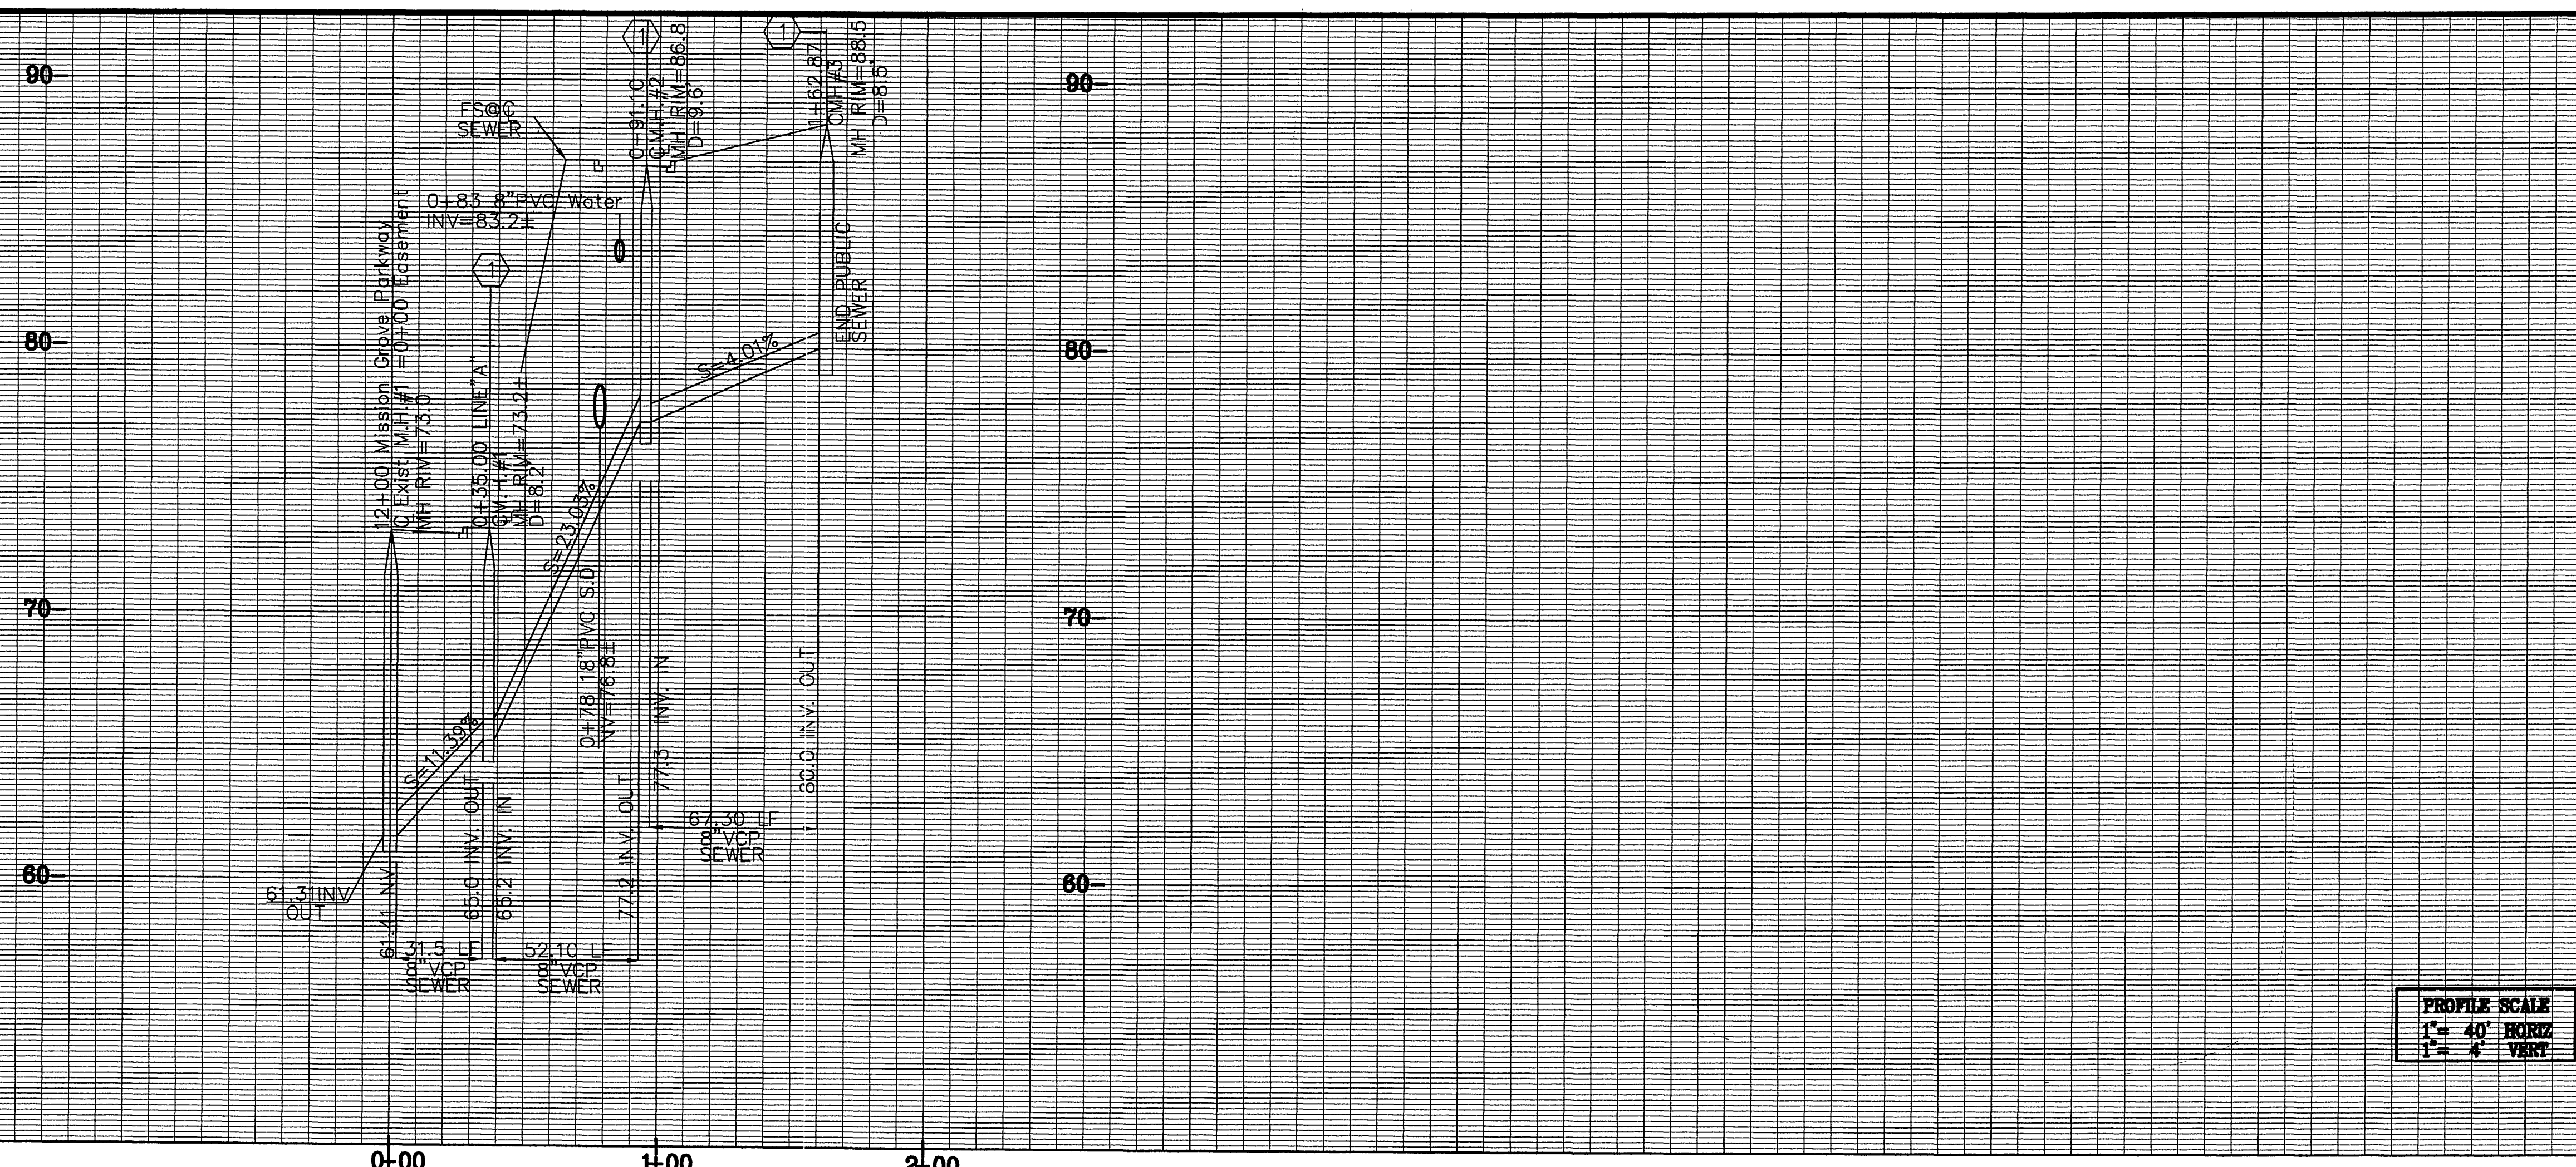 90-
80-
70-
60-
90-
80-
70-
60-
FS@℄
SEWER
0+83 8"PVC Water
INV=83.2±
1
1
1
12+00 Mission Grove Parkway
℄ Exist M.H.#1 =0+00 Easement
MH RIM=73.0
0+35.00 LINE"A"
℄M.H.#1
MH RIM=73.2±
D=8.2'
0+91.10
℄M.H.#2
MH RIM=86.8
D=9.6'
1+62.87
℄MH#3
MH RIM=88.5
D=8.5'
END PUBLIC
SEWER
S=4.01%
S=23.03%
S=11.39%
0+78 18"PVC S.D
INV=76.8±
61.31INV
OUT
61.41 INV
65.0 INV. OUT
65.2 INV. IN
77.2 INV. OUT
77.3 INV. IN
80.0 INV. OUT
31.5 LF
8"VCP
SEWER
52.10 LF
8"VCP
SEWER
67.30 LF
8"VCP
SEWER
0+00
1+00
2+00
PROFILE SCALE
1"= 40' HORIZ
1"= 4' VERT